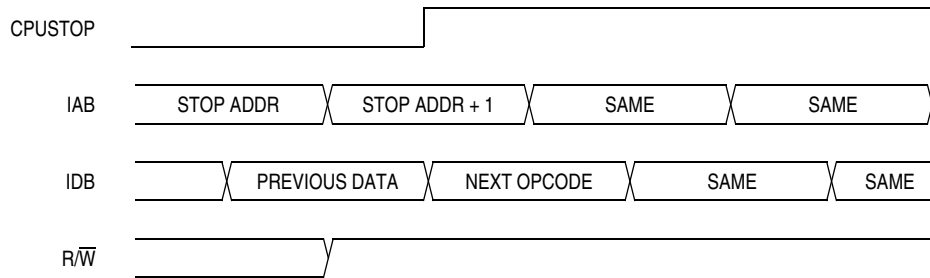 CPUSTOP
IAB STOP ADDR STOP ADDR + 1 SAME SAME
IDB PREVIOUS DATA NEXT OPCODE SAME SAME
R/W̅